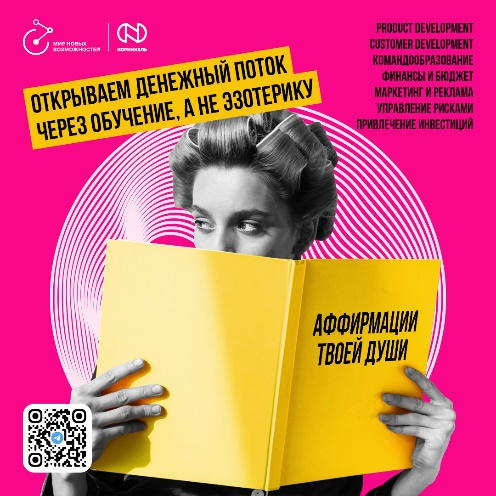 МИР НОВЫХ
ВОЗМОЖНОСТЕЙ
НОРНИКЕЛЬ
PRODUCT DEVELOPMENT
CUSTOMER DEVELOPMENT
КОМАНДООБРАЗОВАНИЕ
ФИНАНСЫ И БЮДЖЕТ
МАРКЕТИНГ И РЕКЛАМА
УПРАВЛЕНИЕ РИСКАМИ
ПРИВЛЕЧЕНИЕ ИНВЕСТИЦИЙ
ОТКРЫВАЕМ ДЕНЕЖНЫЙ ПОТОК
ЧЕРЕЗ ОБУЧЕНИЕ, А НЕ ЭЗОТЕРИКУ
АФФИРМАЦИИ
ТВОЕЙ ДУШИ